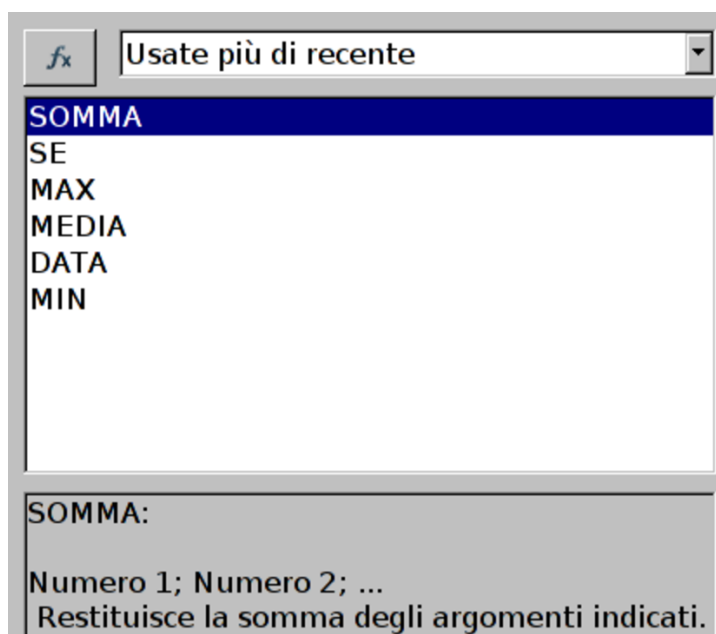 fx
Usate più di recente
SOMMA
SE
MAX
MEDIA
DATA
MIN
SOMMA:
Numero 1; Numero 2; ...
Restituisce la somma degli argomenti indicati.